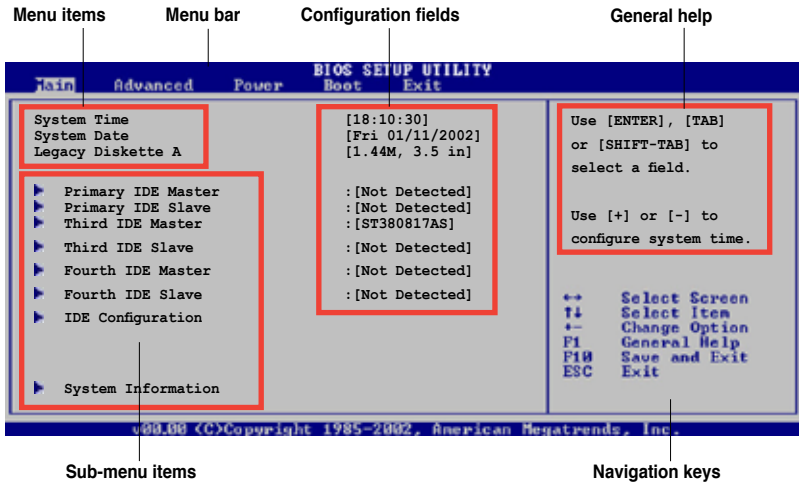 Menu items Menu bar Configuration fields General help
BIOS SETUP UTILITY
Main Advanced Power Boot Exit
System Time [18:10:30]
System Date [Fri 01/11/2002]
Legacy Diskette A [1.44M, 3.5 in]
Primary IDE Master :[Not Detected]
Primary IDE Slave :[Not Detected]
Third IDE Master :[ST380817AS]
Third IDE Slave :[Not Detected]
Fourth IDE Master :[Not Detected]
Fourth IDE Slave :[Not Detected]
IDE Configuration
System Information
Use [ENTER], [TAB]
or [SHIFT-TAB] to
select a field.
Use [+] or [-] to
configure system time.
↔ Select Screen
↑↓ Select Item
+- Change Option
F1 General Help
F10 Save and Exit
ESC Exit
v00.00 (C)Copyright 1985-2002, American Megatrends, Inc.
Sub-menu items Navigation keys